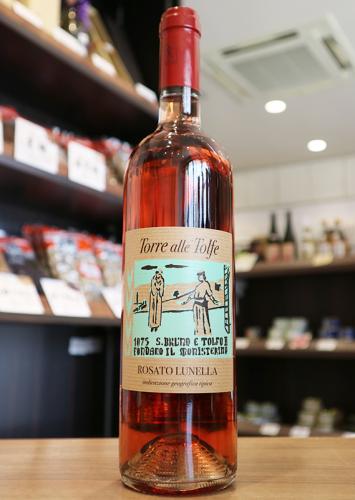 Torre alle Tolfe
1075 S. BRUNO E TOLFO I
FONDARO IL MONISTERIO
ROSATO LUNELLA
indicazione geografica tipica